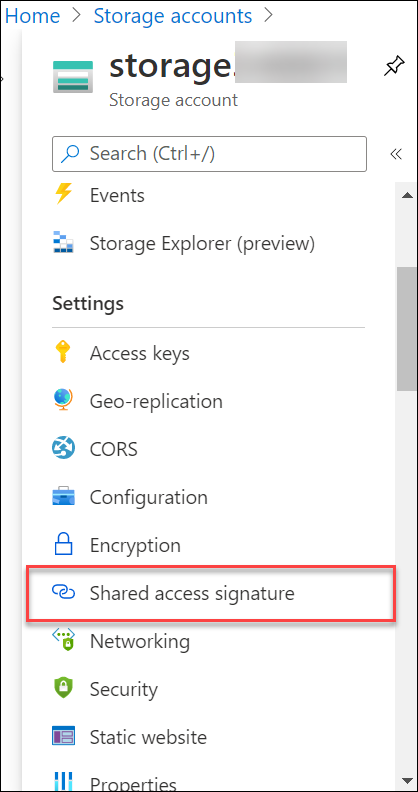 Home > Storage accounts >
storage.
Storage account
Search (Ctrl+/)
«
Events
Storage Explorer (preview)
Settings
Access keys
Geo-replication
CORS
Configuration
Encryption
Shared access signature
Networking
Security
Static website
Properties